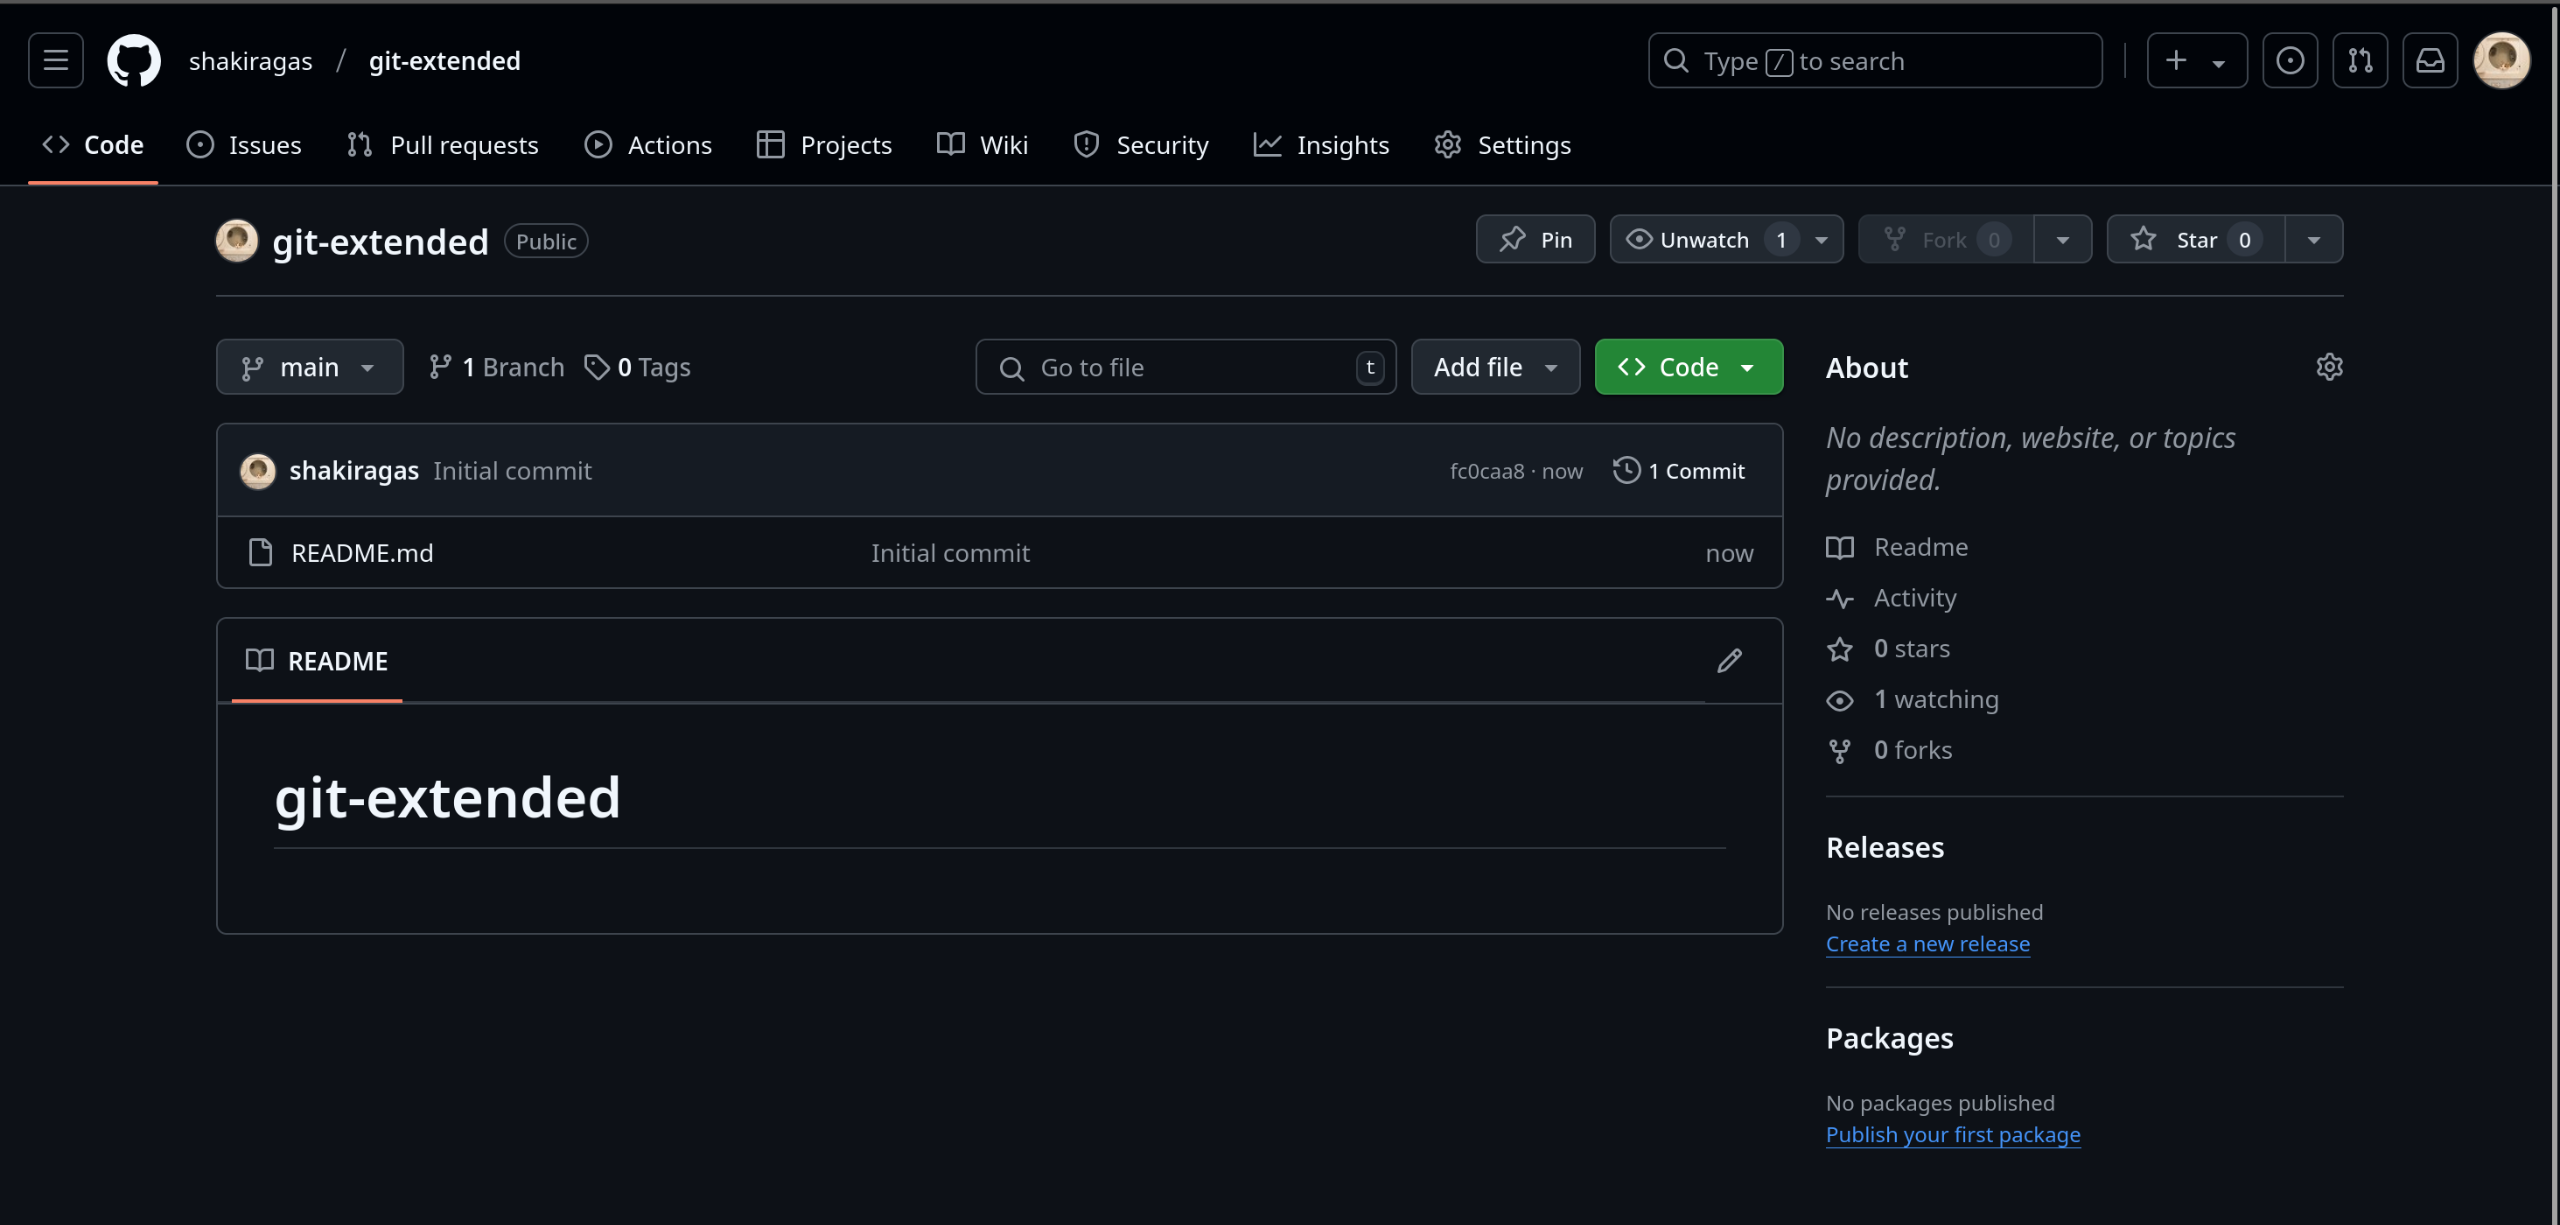 shakiragas / git-extended
Type / to search
Code Issues Pull requests Actions Projects Wiki Security Insights Settings
git-extended Public
Pin Unwatch 1 Fork 0 Star 0
main 1 Branch 0 Tags Go to file t Add file Code
shakiragas Initial commit fc0caa8 · now 1 Commit
README.md Initial commit now
README
git-extended
About
No description, website, or topics
provided.
Readme
Activity
0 stars
1 watching
0 forks
Releases
No releases published
Create a new release
Packages
No packages published
Publish your first package